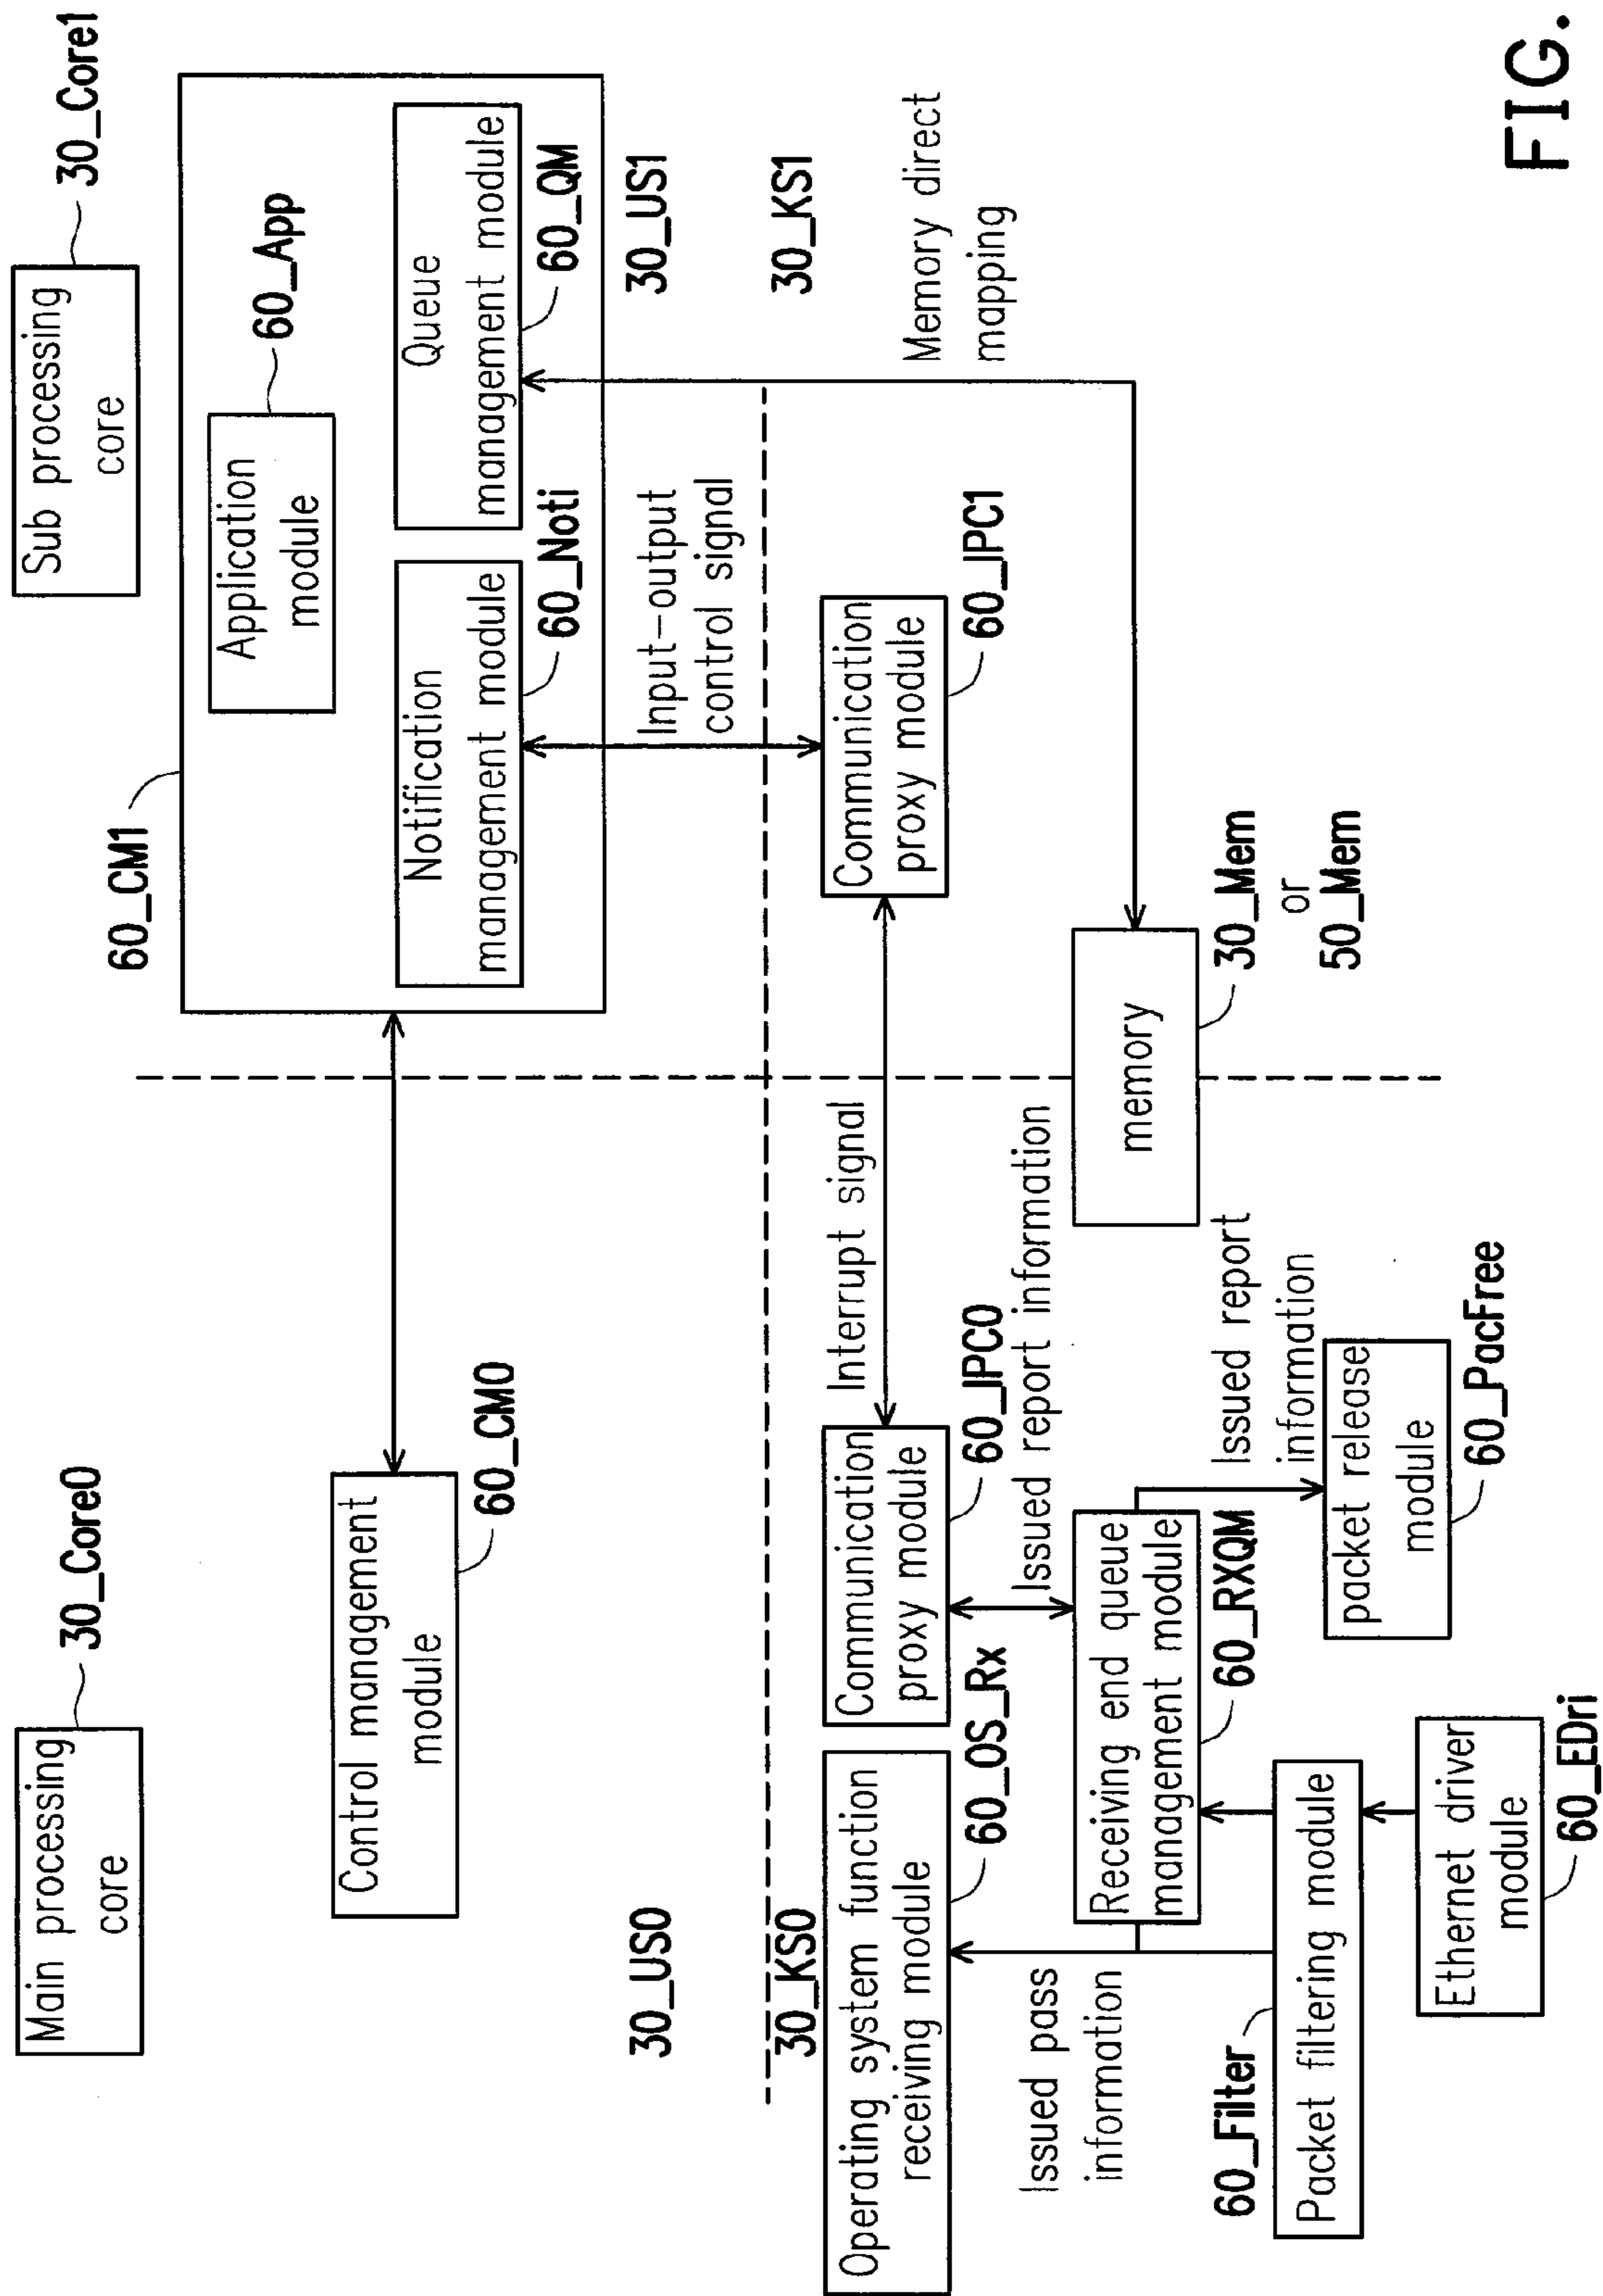 Main processing
core
30_Core0
Sub processing
core
30_Core1
60_CM1
Application
module
60_App
Control management
module
60_CM0
Notification
management module
60_Noti
Queue
management module
60_QM
30_US0
30_US1
Input-output
control signal
30_KS0
30_KS1
Operating system function
receiving module
60_OS_Rx
Communication
proxy module
60_IPC0
Interrupt signal
Communication
proxy module
60_IPC1
Memory direct
mapping
Issued pass
information
Issued report information
Receiving end queue
management module
60_RXQM
memory
30_Mem
or
50_Mem
60_Filter
Packet filtering module
Issued report
information
packet release
module
60_PacFree
Ethernet driver
module
60_EDri
FIG.